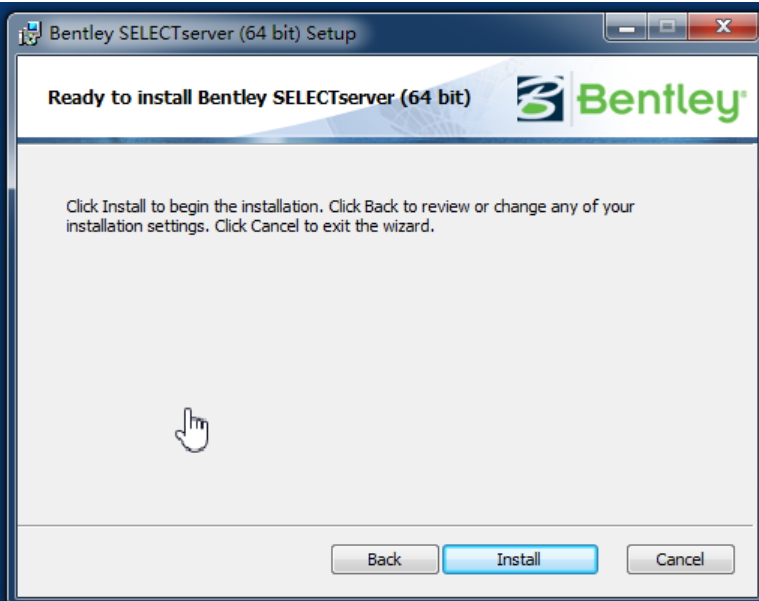 Bentley SELECTserver (64 bit) Setup
Ready to install Bentley SELECTserver (64 bit)
Bentley®
Click Install to begin the installation. Click Back to review or change any of your
installation settings. Click Cancel to exit the wizard.
Back
Install
Cancel